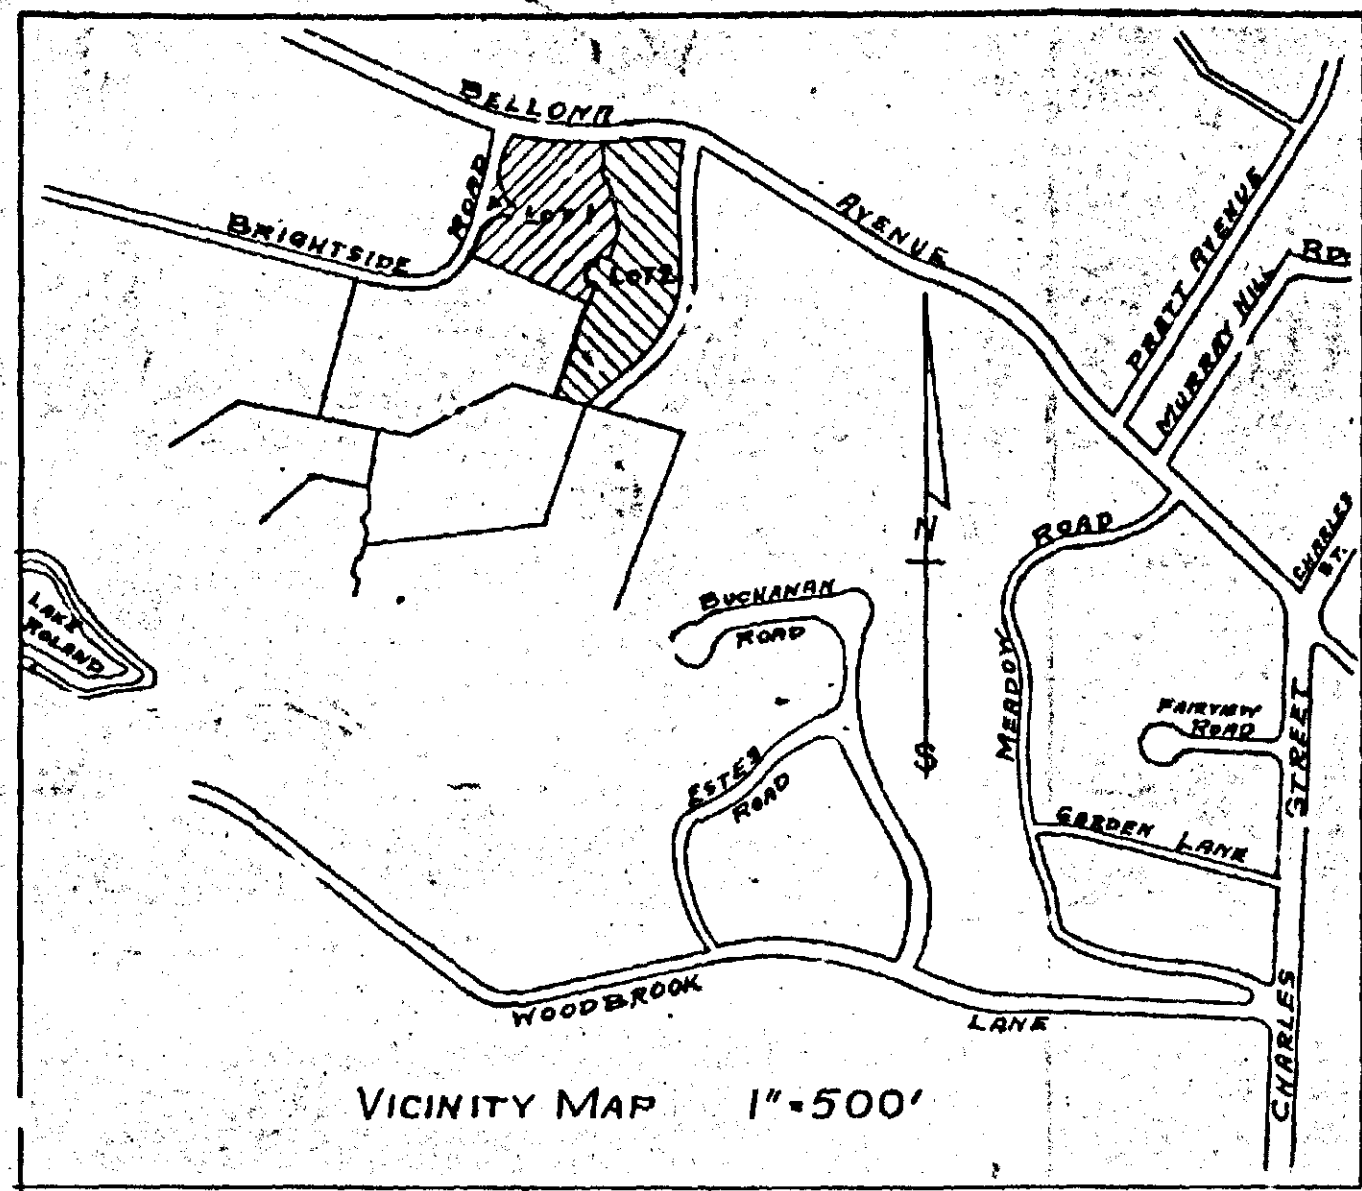 BELLONA
AVENUE
BRIGHTSIDE
ROAD
LOT 1
LOT 2
PRATT AVENUE
MURRAY HILL
RD.
CHARLES
ST.
N
S
ROAD
MEADOW
BUCHANAN
ROAD
LAKE
ROLAND
FAIRVIEW
ROAD
ESTES
ROAD
GARDEN LANE
STREET
CHARLES
WOODBROOK
LANE
VICINITY MAP 1"=500'